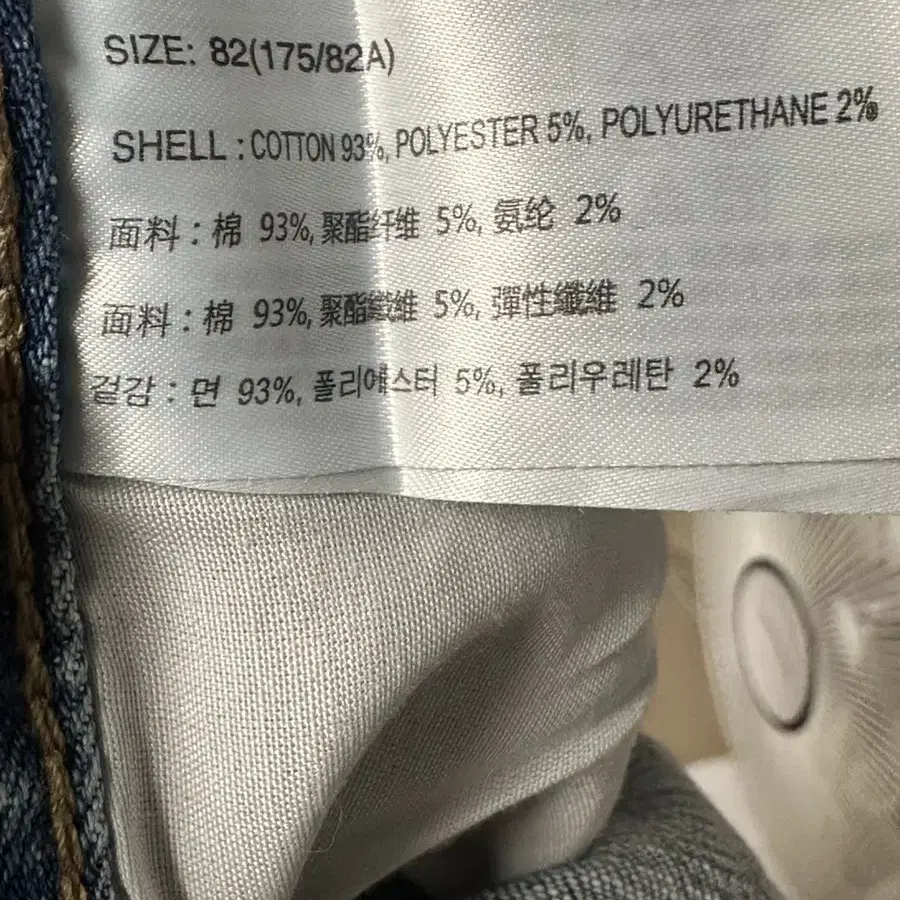 SIZE: 82(175/82A)
SHELL : COTTON 93%, POLYESTER 5%, POLYURETHANE 2%
面料 : 棉 93%, 聚酯纤维 5%, 氨纶 2%
面料 : 棉 93%, 聚酯纖維 5%, 彈性纖維 2%
겉감 : 면 93%, 폴리에스터 5%, 폴리우레탄 2%